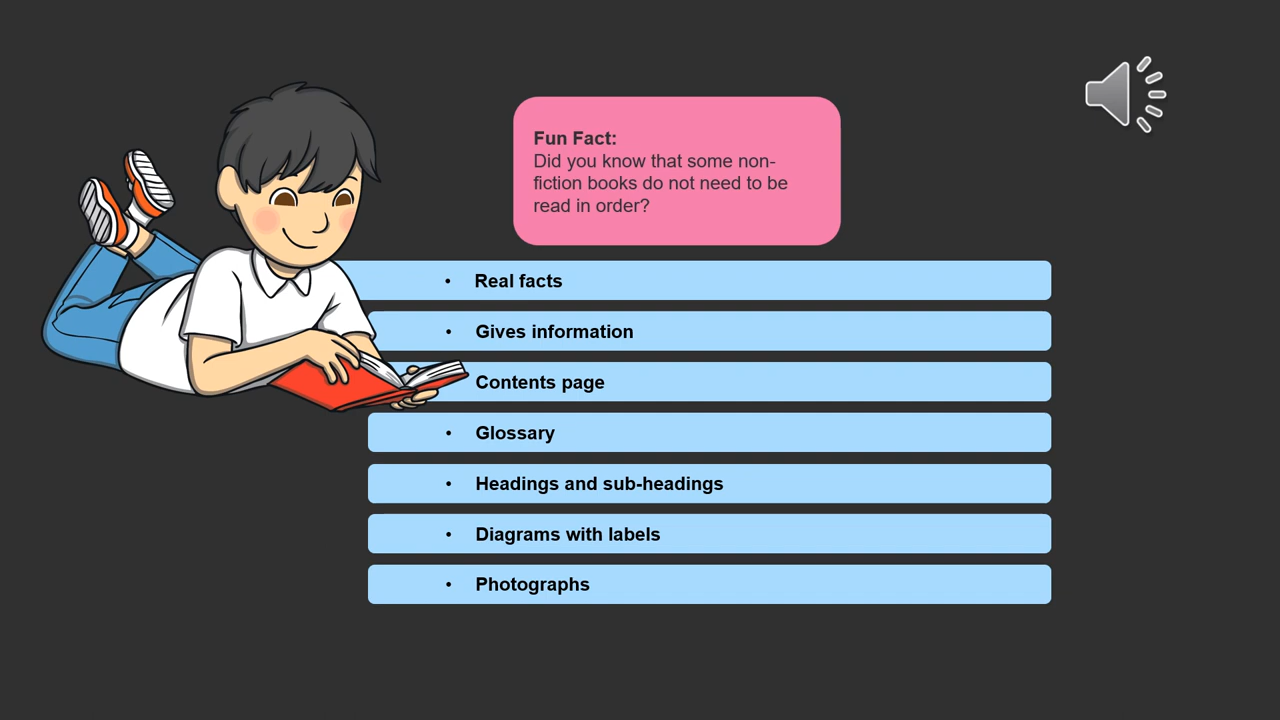 Fun Fact:
Did you know that some non-
fiction books do not need to be
read in order?
• Real facts
• Gives information
Contents page
• Glossary
• Headings and sub-headings
• Diagrams with labels
• Photographs